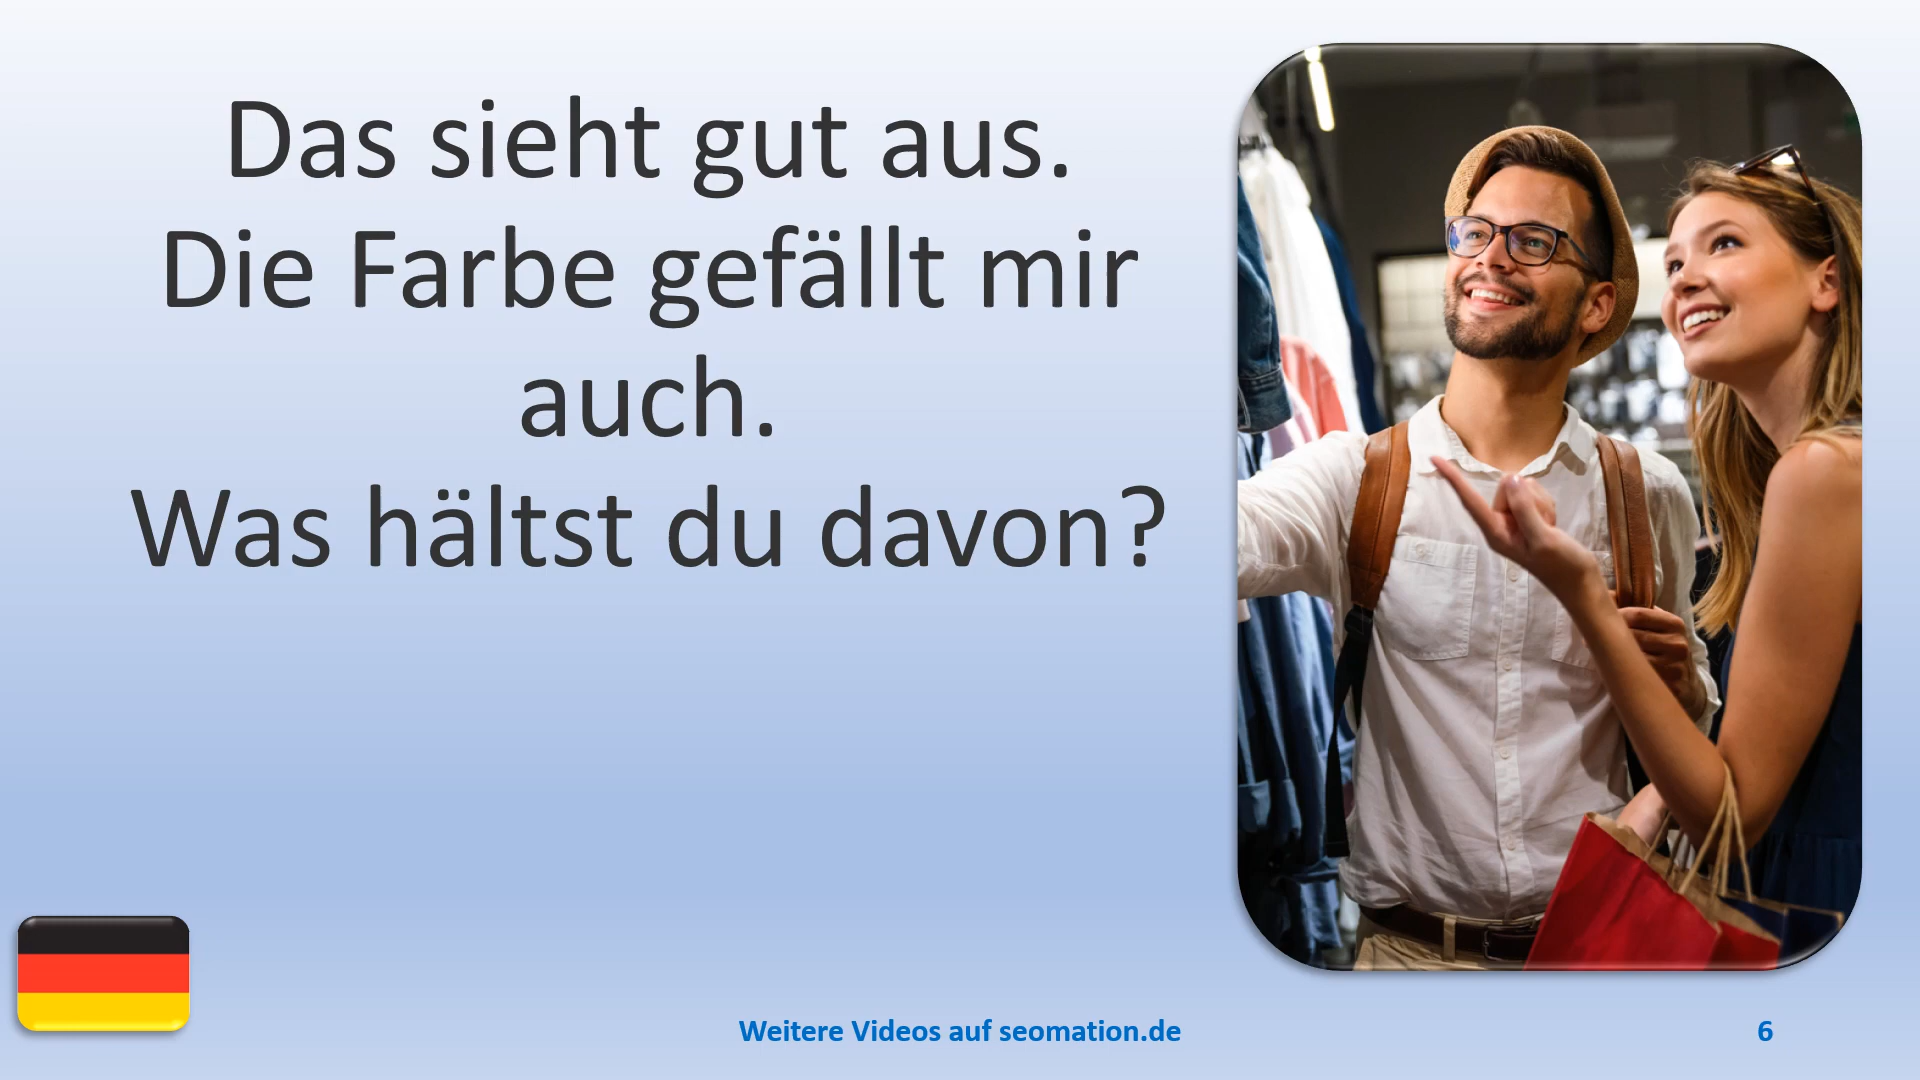 Das sieht gut aus.
Die Farbe gefällt mir
auch.
Was hältst du davon?
Weitere Videos auf seomation.de
6